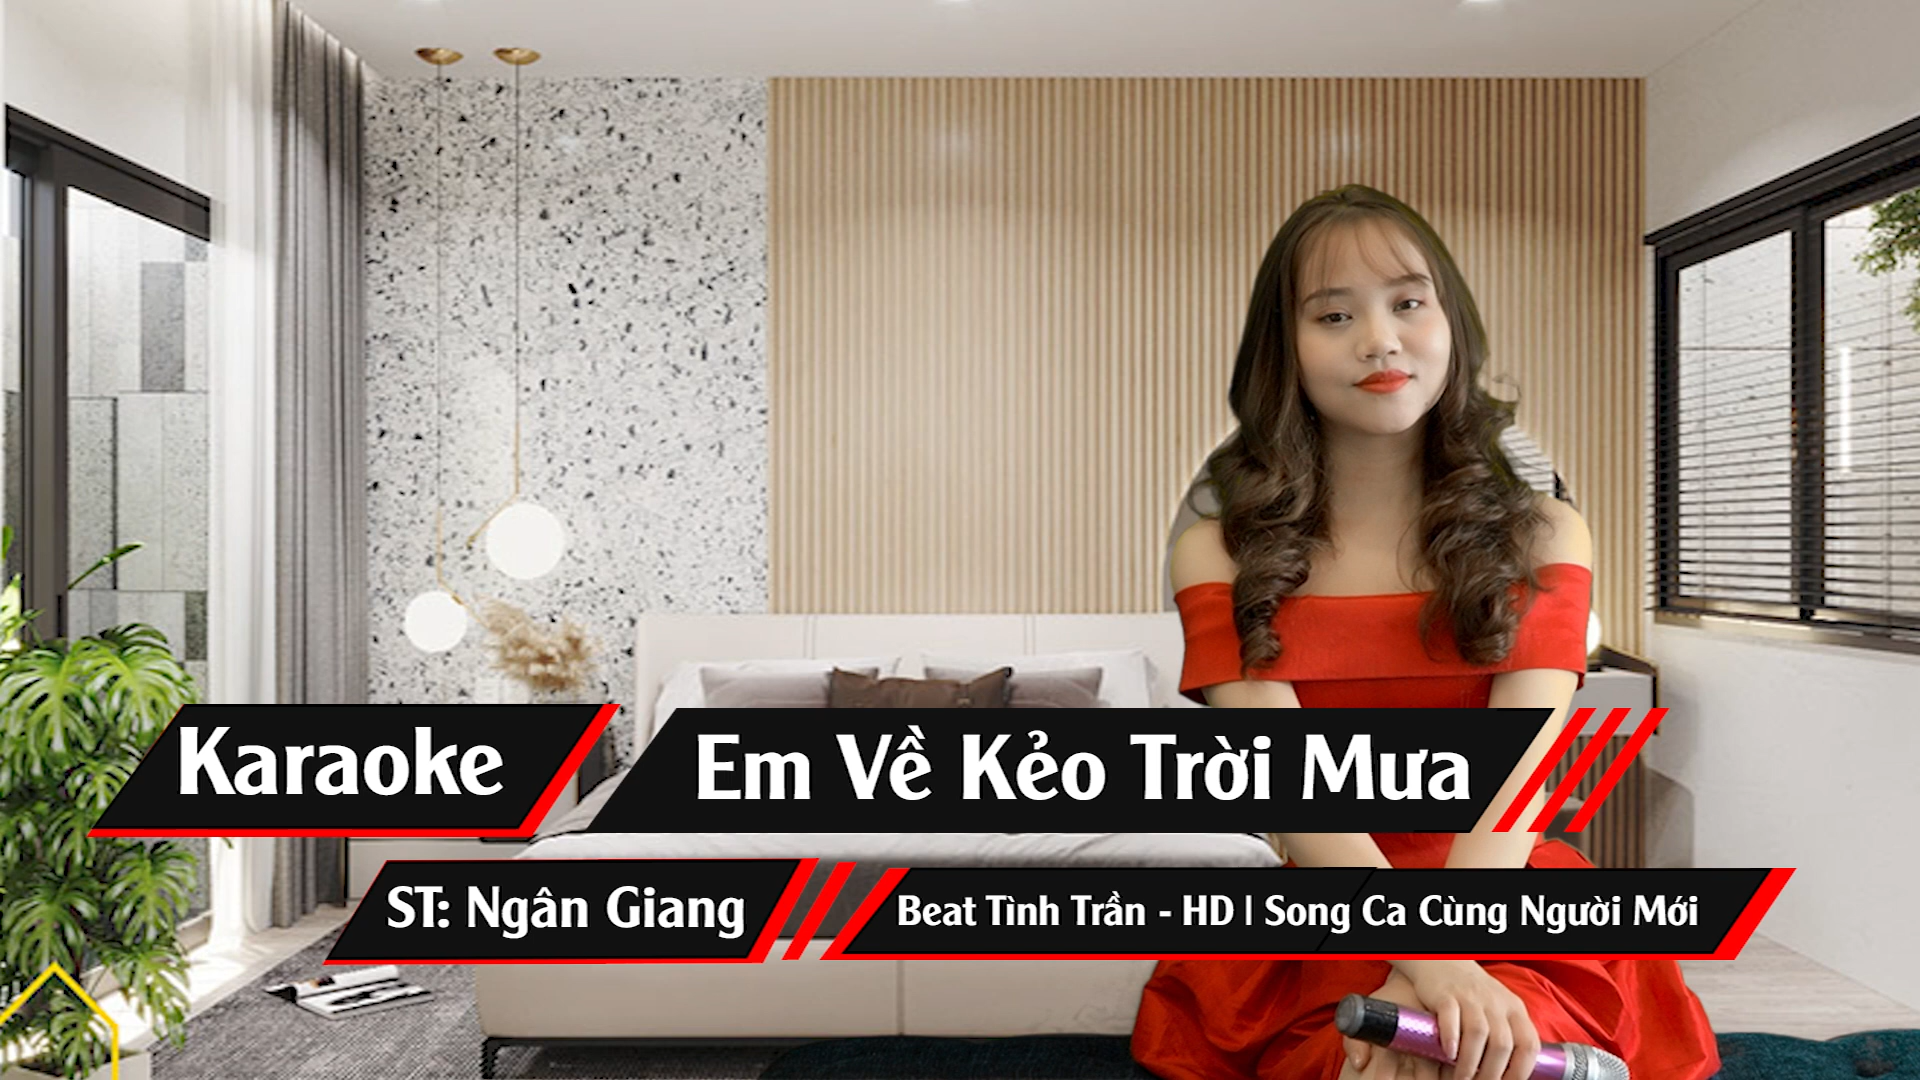 Karaoke
Em Về Kẻo Trời Mưa
ST: Ngân Giang
Beat Tình Trần - HD | Song Ca Cùng Người Mới